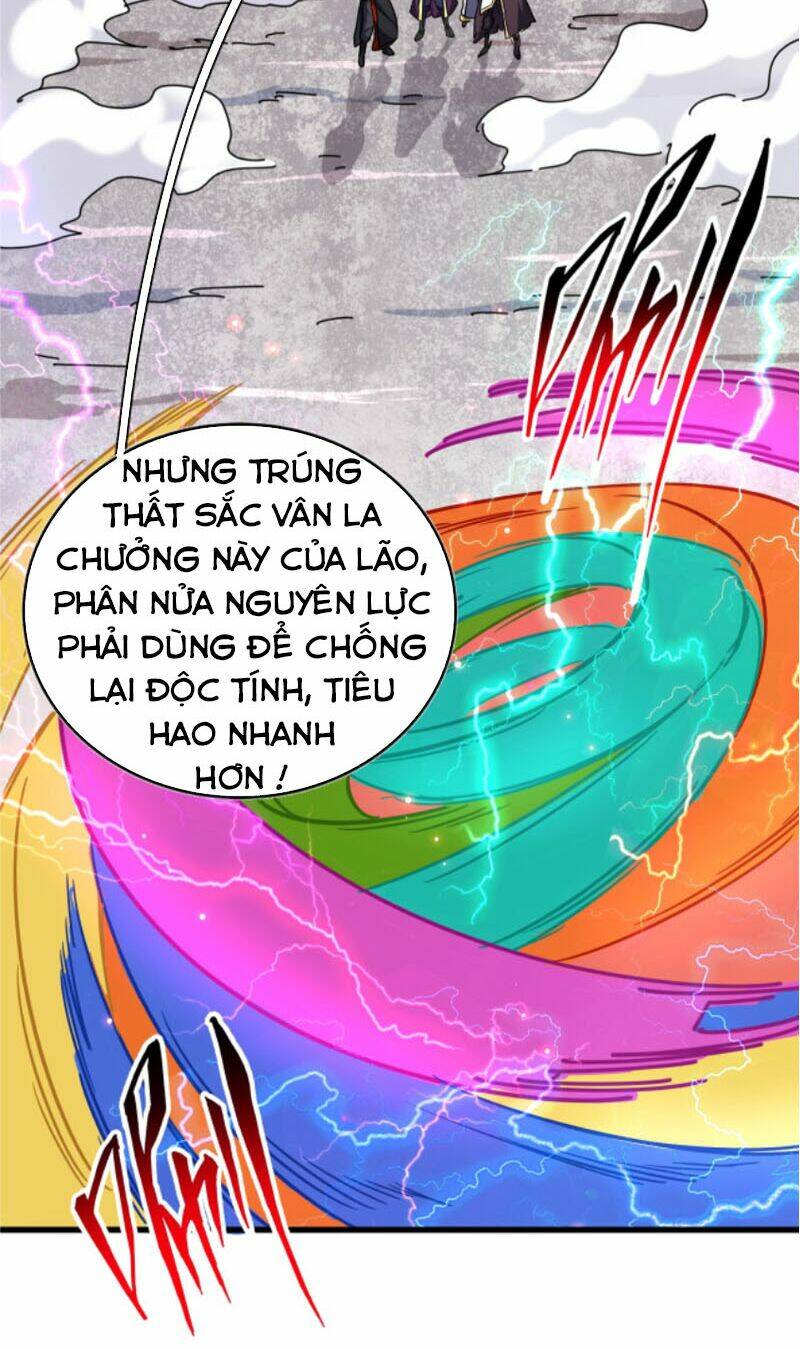 NHƯNG TRÚNG
THẤT SẮC VÂN LA
CHƯỞNG NÀY CỦA LÃO,
PHÂN NỬA NGUYÊN LỰC
PHẢI DÙNG ĐỂ CHỐNG
LẠI ĐỘC TÍNH, TIÊU
HAO NHANH
HƠN !